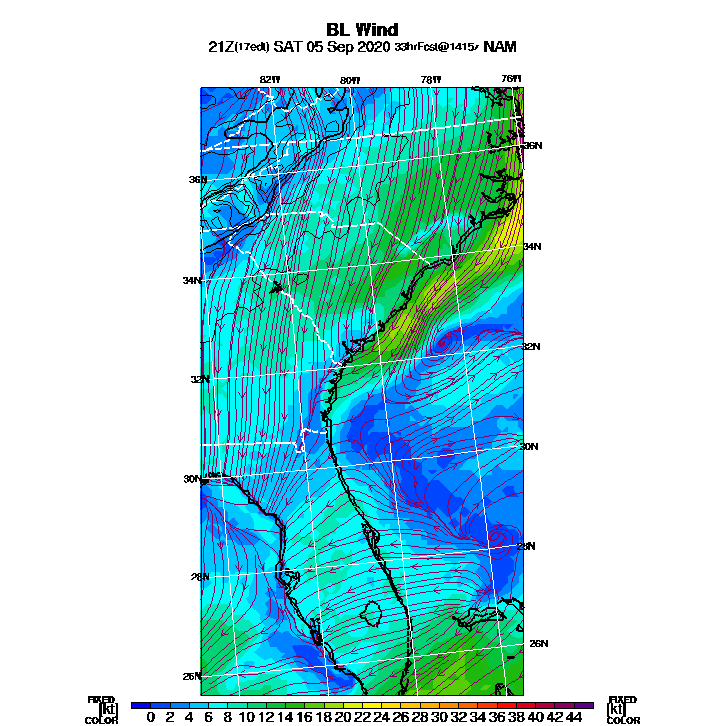 BL Wind
21Z(17edt) SAT 05 Sep 2020 33hrFcst@1415z NAM
82W 80W 78W 76W
36N 36N
34N 34N
32N 32N
30N 30N
28N 28N
26N 26N
FIXED FIXED
[kt] 0 2 4 6 8 10 12 14 16 18 20 22 24 26 28 30 32 34 36 38 40 42 44 [kt]
COLOR COLOR